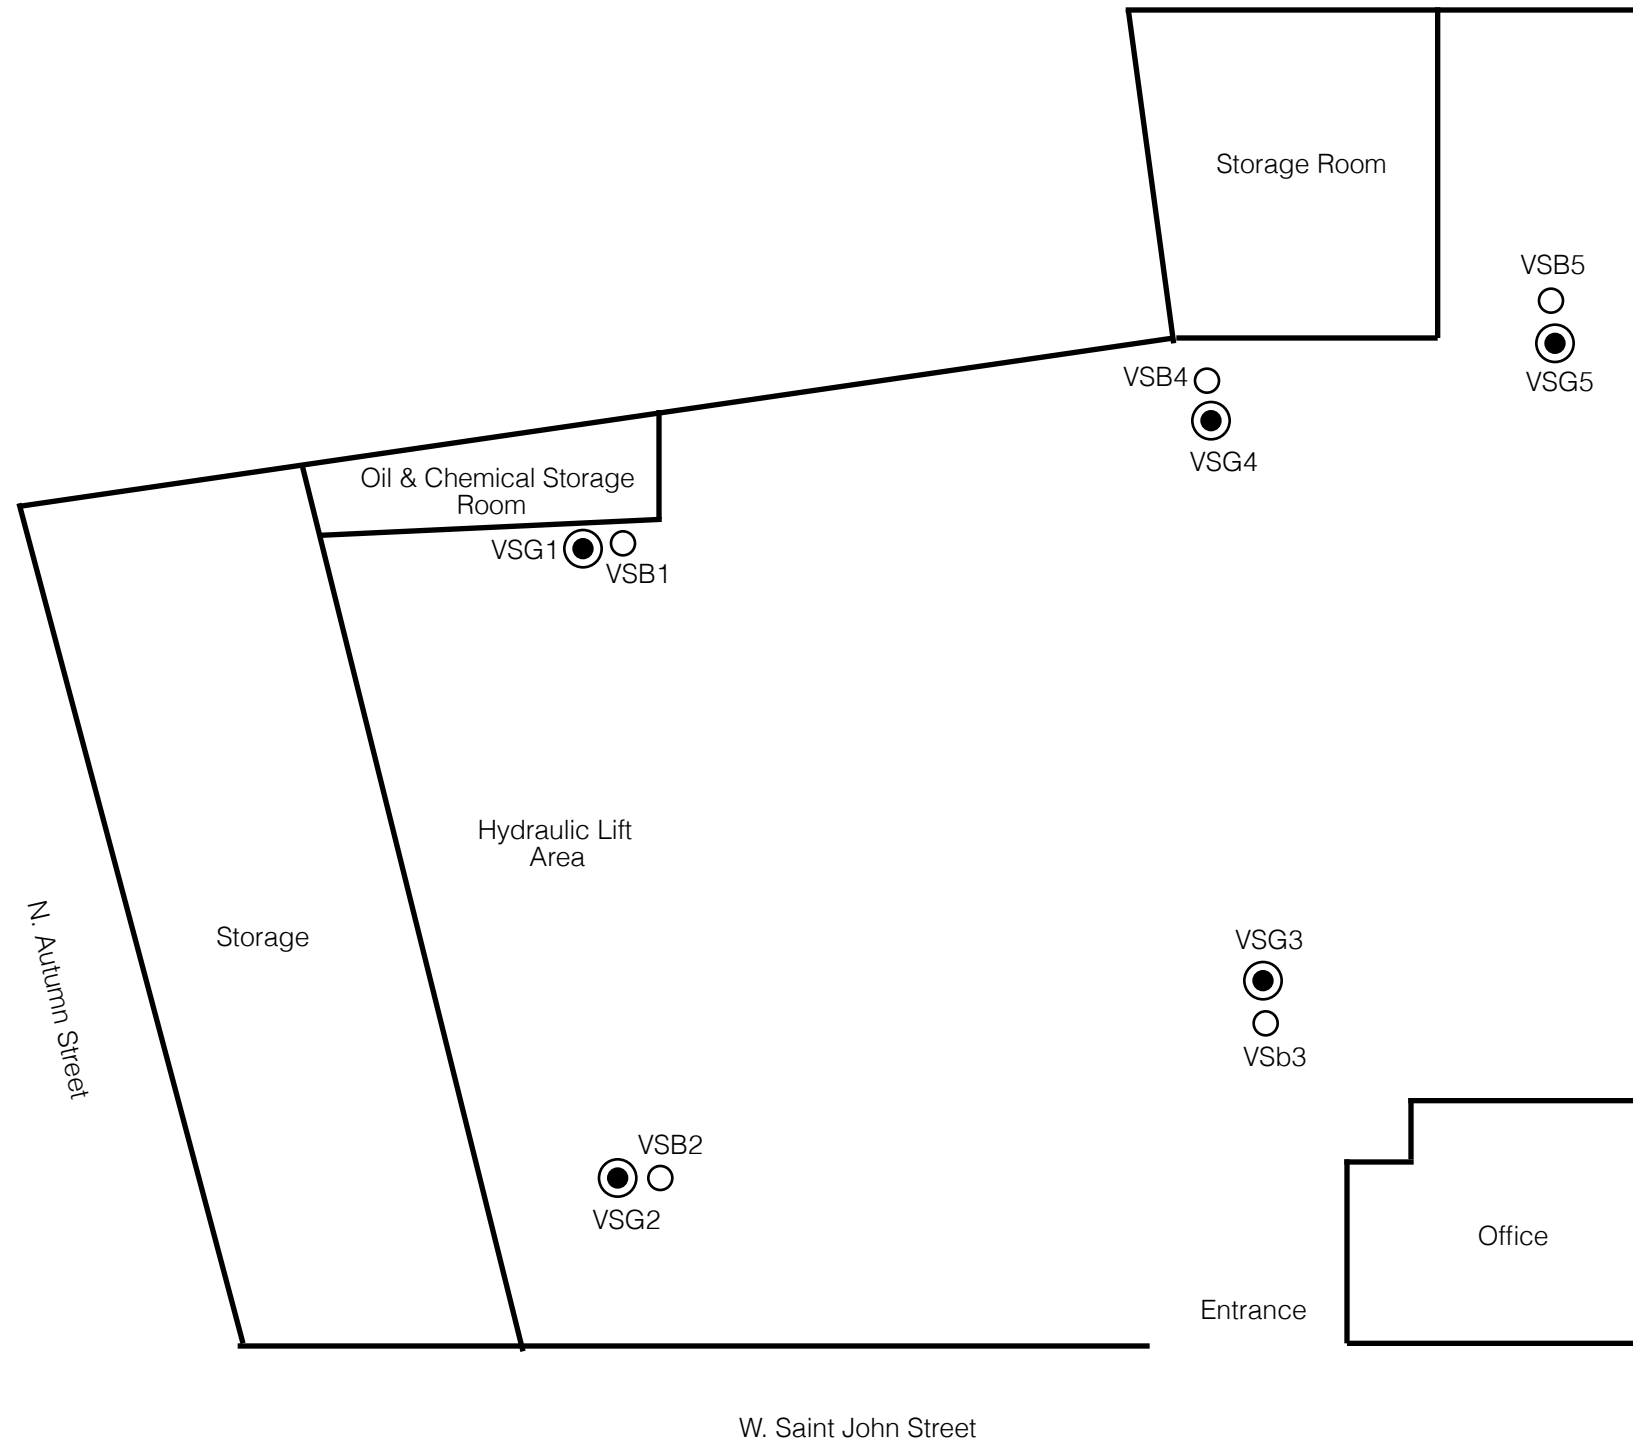 Storage Room
VSB5
VSG5
VSB4
VSG4
Oil & Chemical Storage
Room
VSG1
VSB1
Hydraulic Lift
Area
N. Autumn Street
Storage
VSG3
VSb3
VSB2
VSG2
Office
Entrance
W. Saint John Street